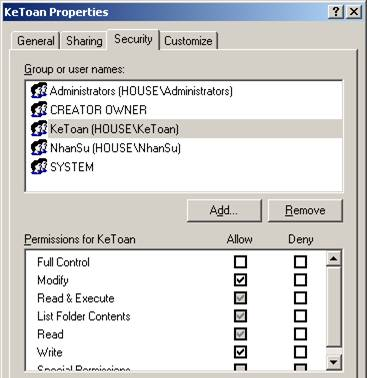 KeToan Properties
General Sharing Security Customize
Group or user names:
Administrators (HOUSE\Administrators)
CREATOR OWNER
KeToan (HOUSE\KeToan)
NhanSu (HOUSE\NhanSu)
SYSTEM
Add... Remove
Permissions for KeToan Allow Deny
Full Control
Modify
Read & Execute
List Folder Contents
Read
Write
Special Permissions